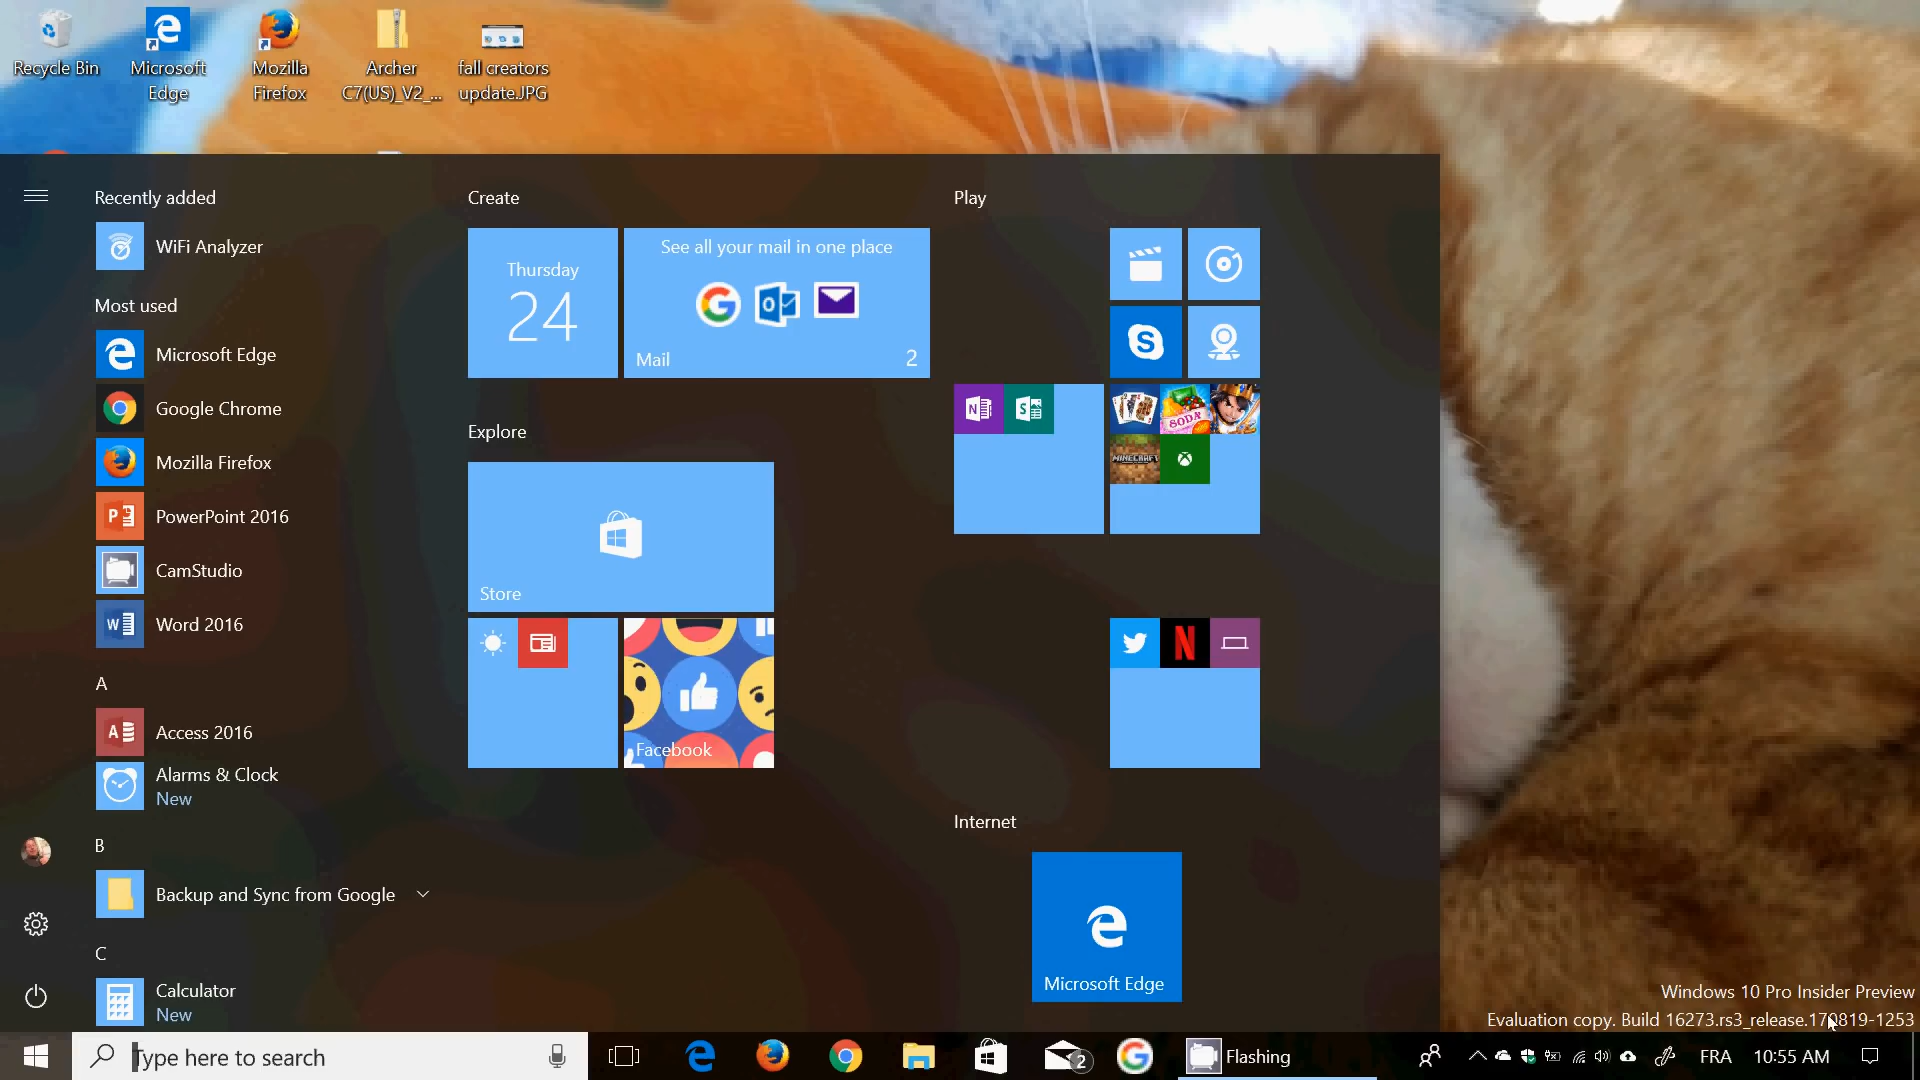 Recycle Bin
Microsoft
Edge
Mozilla
Firefox
Archer
C7(US)_V2_...
fall creators
update.JPG
Recently added
WiFi Analyzer
Most used
Microsoft Edge
Google Chrome
Mozilla Firefox
PowerPoint 2016
CamStudio
Word 2016
A
Access 2016
Alarms & Clock
New
B
Backup and Sync from Google
C
Calculator
New
Create
Thursday
24
See all your mail in one place
Mail
2
Explore
Store
Facebook
Play
SODA
MINECRAFT
Internet
Microsoft Edge
Windows 10 Pro Insider Preview
Evaluation copy. Build 16273.rs3_release.170819-1253
Type here to search
2
Flashing
FRA
10:55 AM